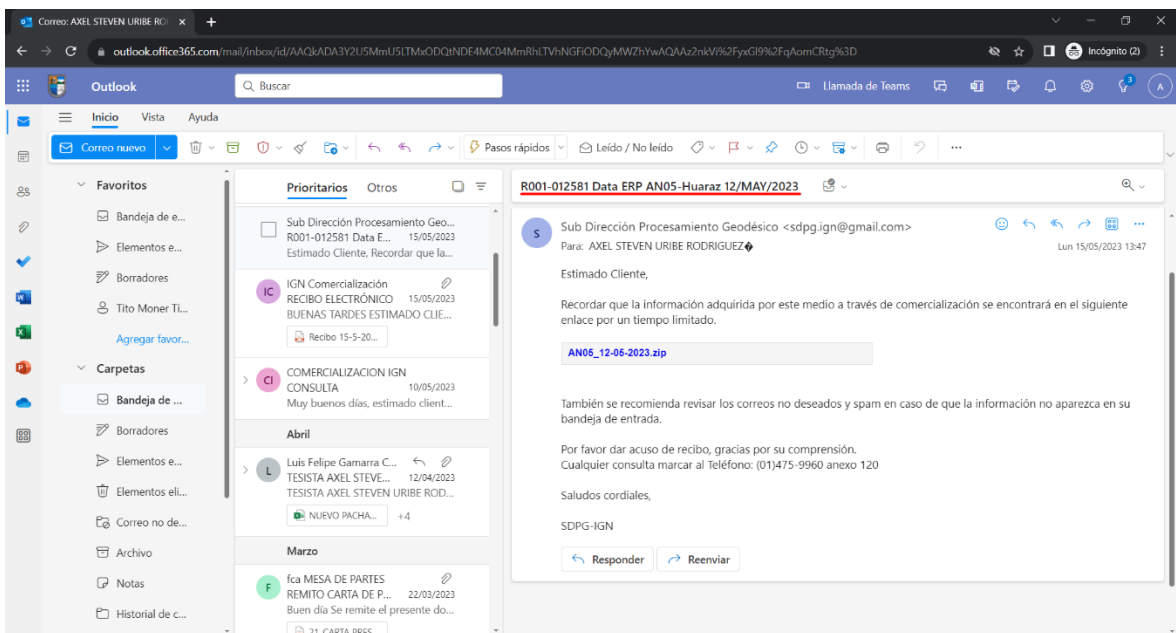 Correo: AXEL STEVEN URIBE RO
outlook.office365.com/mail/inbox/id/
Incógnito (2)
Outlook
Buscar
Llamada de Teams
3
A
Inicio Vista Ayuda
Correo nuevo
Pasos rápidos
Leído / No leído
Favoritos
Bandeja de e...
Elementos e...
Borradores
Tito Moner Ti...
Agregar favor...
Carpetas
Bandeja de ...
Borradores
Elementos e...
Elementos eli...
Correo no de...
Archivo
Notas
Historial de c...
Prioritarios Otros
Sub Dirección Procesamiento Geo...
R001-012581 Data E... 15/05/2023
Estimado Cliente, Recordar que la...
IC
IGN Comercialización
RECIBO ELECTRÓNICO 15/05/2023
BUENAS TARDES ESTIMADO CLIE...
Recibo 15-5-20...
CI
COMERCIALIZACION IGN
CONSULTA 10/05/2023
Muy buenos días, estimado client...
Abril
L
Luis Felipe Gamarra C...
TESISTA AXEL STEVE... 12/04/2023
TESISTA AXEL STEVEN URIBE ROD...
NUEVO PACHA... +4
Marzo
F
fca MESA DE PARTES
REMITO CARTA DE P... 22/03/2023
Buen día Se remite el presente do...
21 CARTA PRES
R001-012581 Data ERP AN05-Huaraz 12/MAY/2023
S
Sub Dirección Procesamiento Geodésico <sdpg.ign@gmail.com>
Para: AXEL STEVEN URIBE RODRIGUEZ�
Lun 15/05/2023 13:47
Estimado Cliente,
Recordar que la información adquirida por este medio a través de comercialización se encontrará en el siguiente
enlace por un tiempo limitado.
AN05_12-05-2023.zip
También se recomienda revisar los correos no deseados y spam en caso de que la información no aparezca en su
bandeja de entrada.
Por favor dar acuso de recibo, gracias por su comprensión.
Cualquier consulta marcar al Teléfono: (01)475-9960 anexo 120
Saludos cordiales,
SDPG-IGN
Responder Reenviar